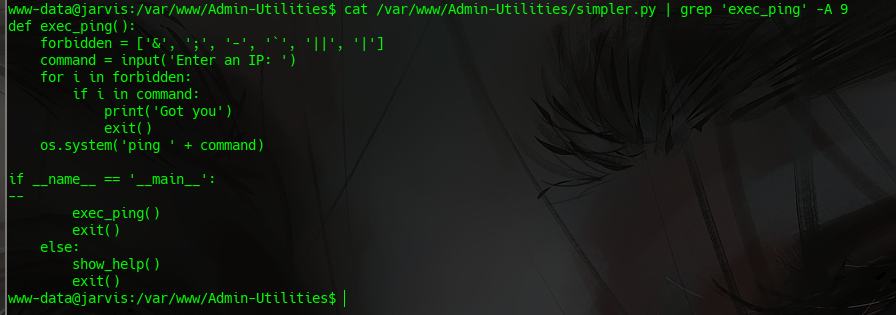 www-data@jarvis:/var/www/Admin-Utilities$ cat /var/www/Admin-Utilities/simpler.py | grep 'exec_ping' -A 9
def exec_ping():
    forbidden = ['&', ';', '-', '`', '||', '|']
    command = input('Enter an IP: ')
    for i in forbidden:
        if i in command:
            print('Got you')
            exit()
    os.system('ping ' + command)

if __name__ == '__main__':
--
        exec_ping()
        exit()
    else:
        show_help()
        exit()
www-data@jarvis:/var/www/Admin-Utilities$